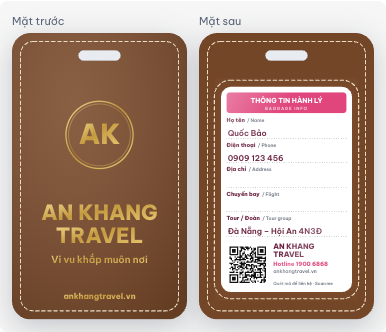 Mặt trước
AK
AN KHANG
TRAVEL
Vi vu khắp muôn nơi
ankhangtravel.vn
Mặt sau
THÔNG TIN HÀNH LÝ
BAGGAGE INFO
Họ tên / Name
Quốc Bảo
Điện thoại / Phone
0909 123 456
Địa chỉ / Address
Chuyến bay / Flight
Tour / Đoàn / Tour group
Đà Nẵng – Hội An 4N3Đ
AN KHANG
TRAVEL
Hotline 1900 6868
ankhangtravel.vn